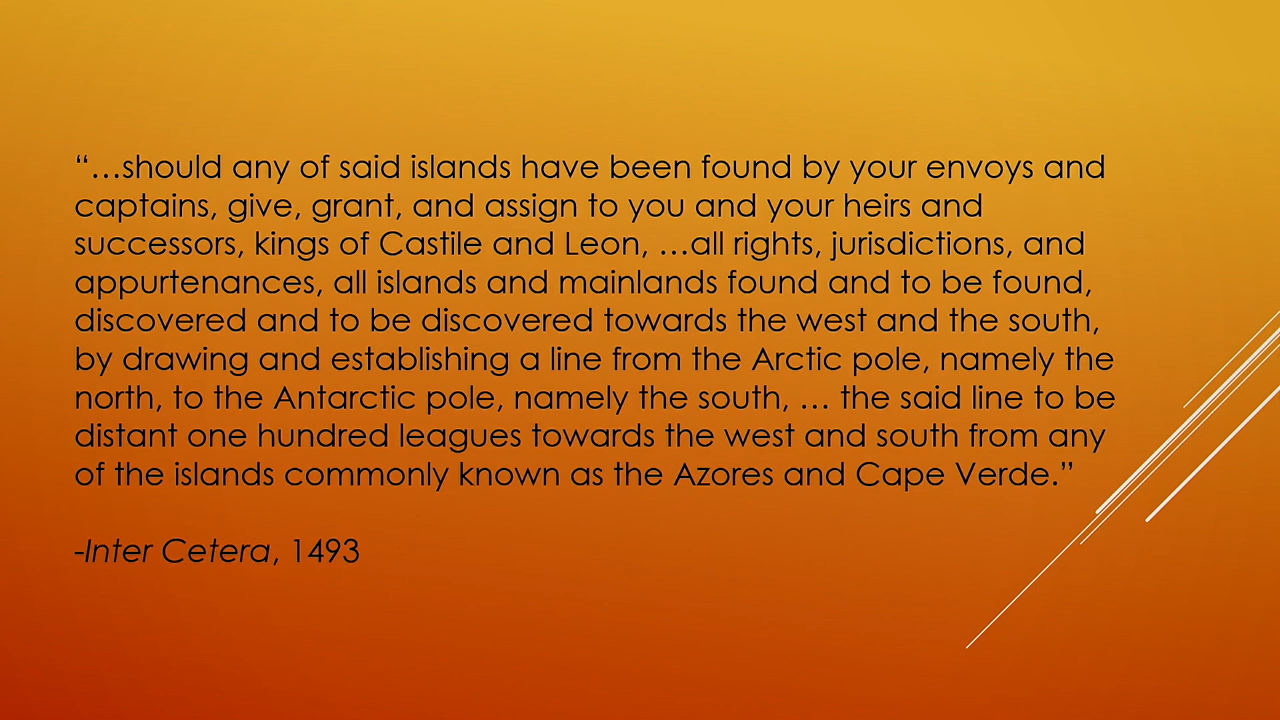 “…should any of said islands have been found by your envoys and
captains, give, grant, and assign to you and your heirs and
successors, kings of Castile and Leon, …all rights, jurisdictions, and
appurtenances, all islands and mainlands found and to be found,
discovered and to be discovered towards the west and the south,
by drawing and establishing a line from the Arctic pole, namely the
north, to the Antarctic pole, namely the south, … the said line to be
distant one hundred leagues towards the west and south from any
of the islands commonly known as the Azores and Cape Verde.”
-Inter Cetera, 1493